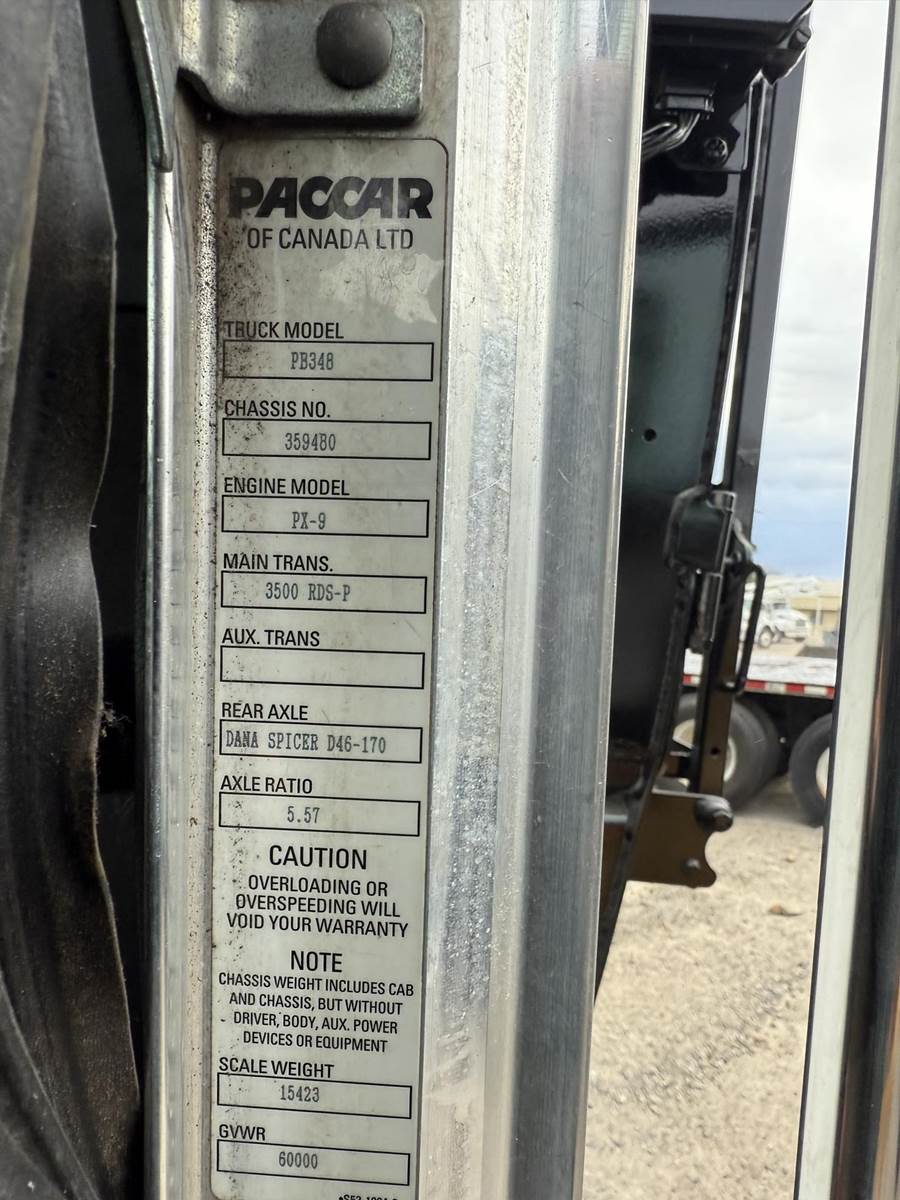 PACCAR
OF CANADA LTD
TRUCK MODEL
PB348
CHASSIS NO.
359480
ENGINE MODEL
PX-9
MAIN TRANS.
3500 RDS-P
AUX. TRANS
REAR AXLE
DANA SPICER D46-170
AXLE RATIO
5.57
CAUTION
OVERLOADING OR
OVERSPEEDING WILL
VOID YOUR WARRANTY
NOTE
CHASSIS WEIGHT INCLUDES CAB
AND CHASSIS, BUT WITHOUT
DRIVER, BODY, AUX. POWER
DEVICES OR EQUIPMENT
SCALE WEIGHT
15423
GVWR
60000